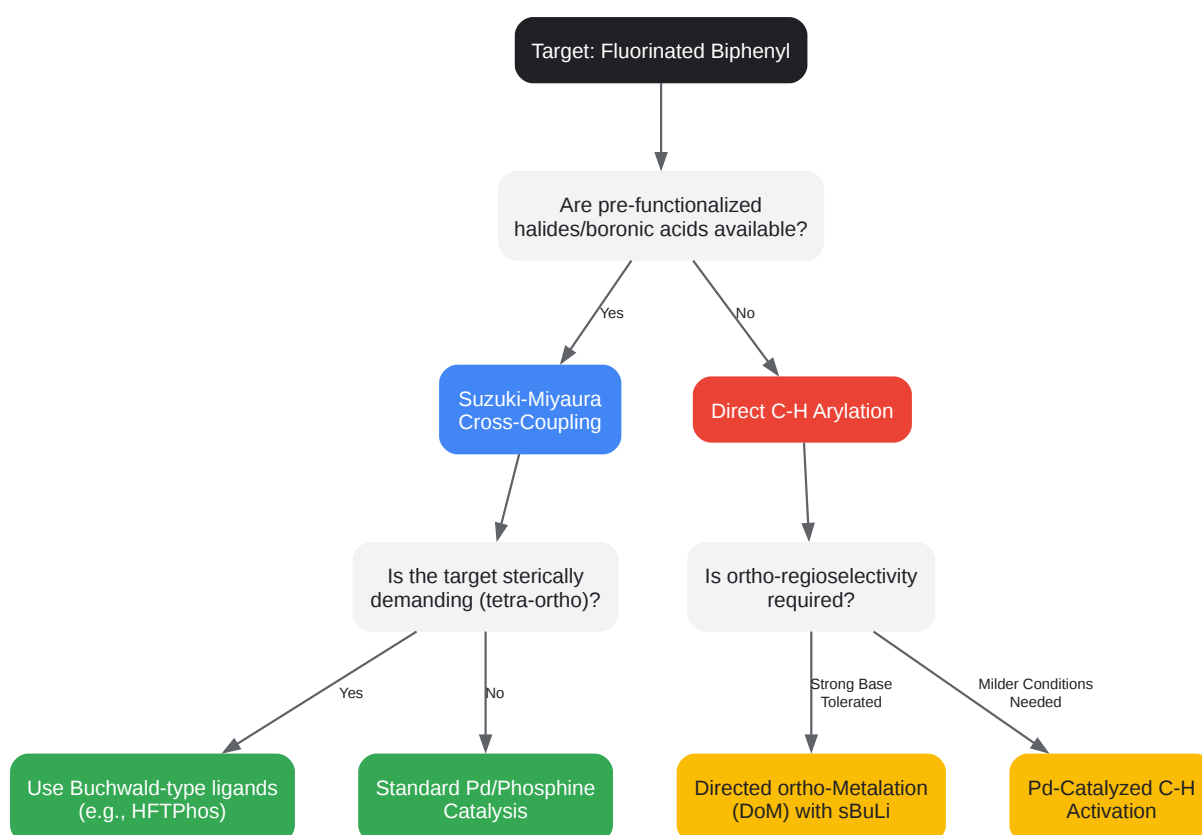 Target: Fluorinated Biphenyl
Are pre-functionalized
halides/boronic acids available?
Yes
No
Suzuki-Miyaura
Cross-Coupling
Direct C-H Arylation
Is the target sterically
demanding (tetra-ortho)?
Is ortho-regioselectivity
required?
Yes
No
Strong Base
Tolerated
Milder Conditions
Needed
Use Buchwald-type ligands
(e.g., HFTPhos)
Standard Pd/Phosphine
Catalysis
Directed ortho-Metalation
(DoM) with sBuLi
Pd-Catalyzed C-H
Activation